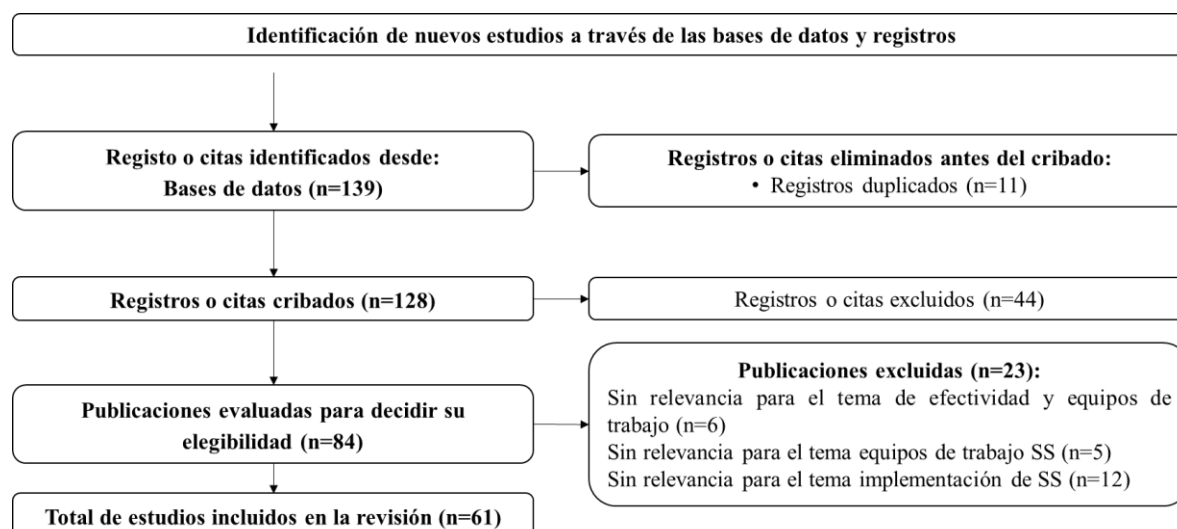 Identificación de nuevos estudios a través de las bases de datos y registros
Registo o citas identificados desde:
Bases de datos (n=139)
Registros o citas eliminados antes del cribado:
• Registros duplicados (n=11)
Registros o citas cribados (n=128)
Registros o citas excluidos (n=44)
Publicaciones evaluadas para decidir su
elegibilidad (n=84)
Publicaciones excluidas (n=23):
Sin relevancia para el tema de efectividad y equipos de
trabajo (n=6)
Sin relevancia para el tema equipos de trabajo SS (n=5)
Sin relevancia para el tema implementación de SS (n=12)
Total de estudios incluidos en la revisión (n=61)